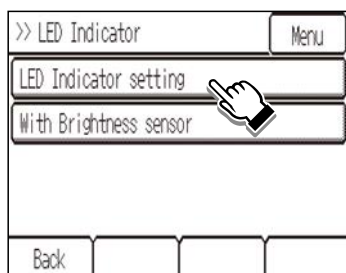 >> LED Indicator
Menu
LED Indicator setting
With Brightness sensor
Back